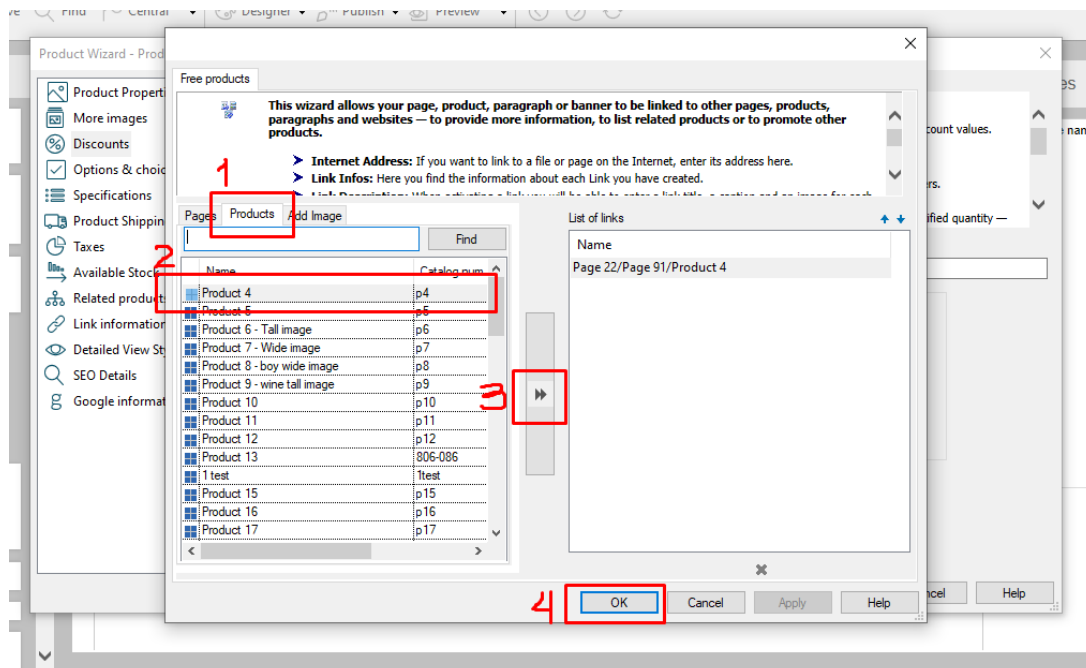 Find
Central
Designer
Publish
Preview
Product Wizard - Prod
Product Propert
More images
Discounts
Options & choic
Specifications
Product Shippin
Taxes
Available Stock
Related product
Link information
Detailed View St
SEO Details
Google informat
Free products
This wizard allows your page, product, paragraph or banner to be linked to other pages, products,
paragraphs and websites — to provide more information, to list related products or to promote other
products.
Internet Address: If you want to link to a file or page on the Internet, enter its address here.
Link Infos: Here you find the information about each Link you have created.
1
Pages Products Add Image
Find
2
Name Catalog num
Product 4 p4
Product 5 p5
Product 6 - Tall image p6
Product 7 - Wide image p7
Product 8 - boy wide image p8
Product 9 - wine tall image p9
Product 10 p10
Product 11 p11
Product 12 p12
Product 13 806-086
1 test 1test
Product 15 p15
Product 16 p16
Product 17 p17
3
List of links
Name
Page 22/Page 91/Product 4
4
OK Cancel Apply Help
count values.
rs.
ified quantity —
ncel Help
es
nam